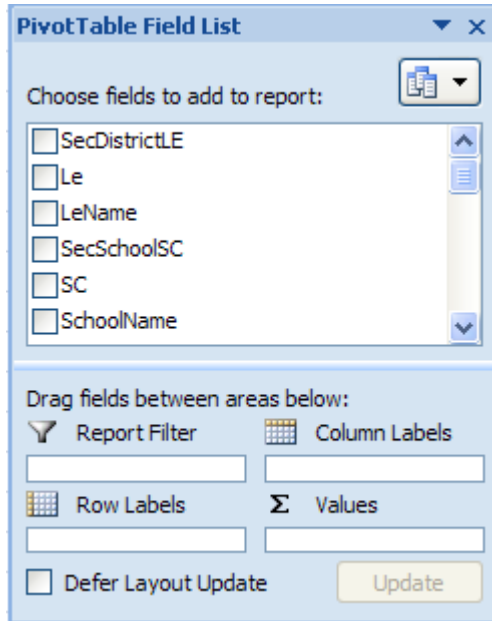 PivotTable Field List
Choose fields to add to report:
SecDistrictLE
Le
LeName
SecSchoolSC
SC
SchoolName
Drag fields between areas below:
Report Filter
Column Labels
Row Labels
Σ Values
Defer Layout Update
Update